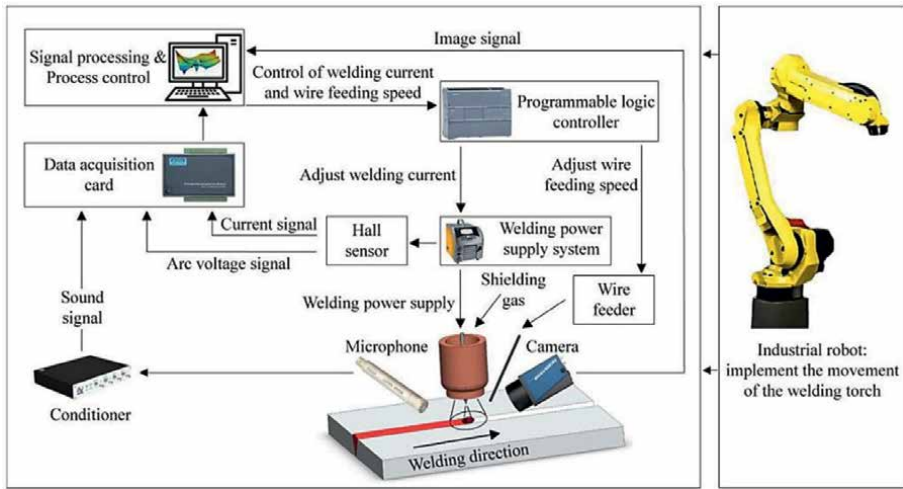 Signal processing &
Process control
Image signal
Control of welding current
and wire feeding speed
Programmable logic
controller
Data acquisition
card
Adjust welding current
Adjust wire
feeding speed
Current signal
Hall
sensor
Welding power
supply system
Arc voltage signal
Sound
signal
Welding power supply
Shielding
gas
Wire
feeder
Microphone
Camera
Conditioner
Welding direction
Industrial robot:
implement the movement
of the welding torch